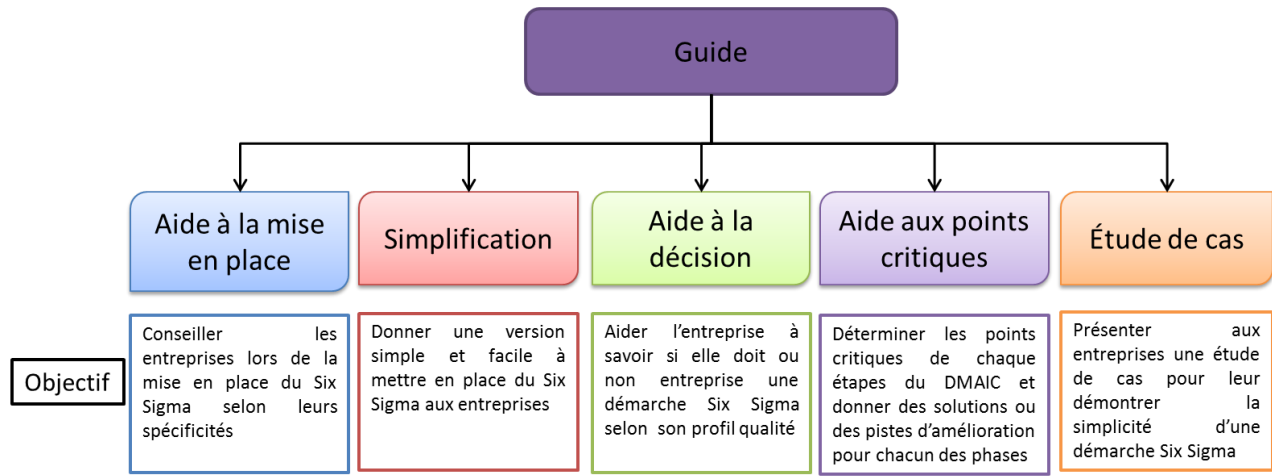 Guide
Aide à la mise
en place
Simplification
Aide à la
décision
Aide aux points
critiques
Étude de cas
Objectif
Conseiller les
entreprises lors de la
mise en place du Six
Sigma selon leurs
spécificités
Donner une version
simple et facile à
mettre en place du Six
Sigma aux entreprises
Aider l'entreprise à
savoir si elle doit ou
non entreprise une
démarche Six Sigma
selon son profil qualité
Déterminer les points
critiques de chaque
étapes du DMAIC et
donner des solutions ou
des pistes d'amélioration
pour chacun des phases
Présenter aux
entreprises une étude
de cas pour leur
démontrer la
simplicité d'une
démarche Six Sigma